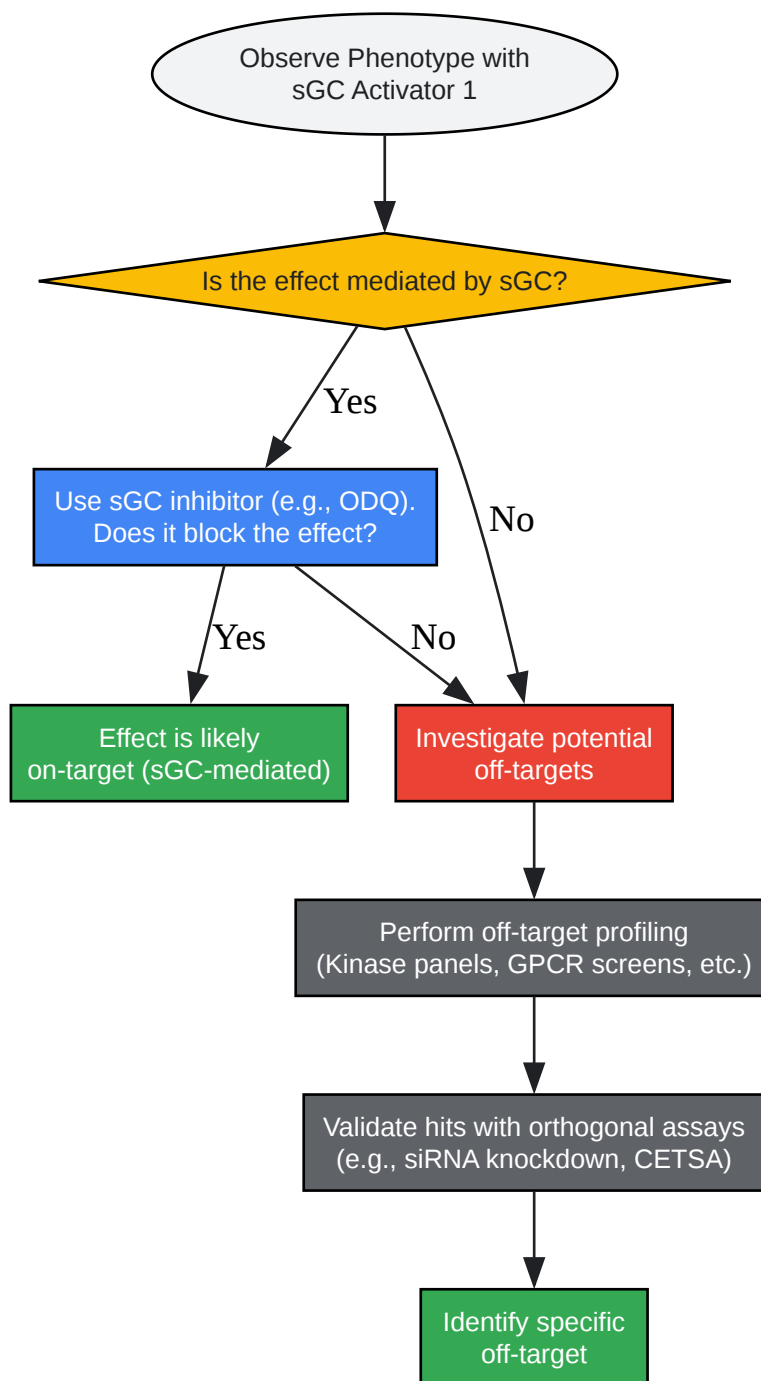 Observe Phenotype with
sGC Activator 1
Is the effect mediated by sGC?
Yes
No
Use sGC inhibitor (e.g., ODQ).
Does it block the effect?
Yes
No
Effect is likely
on-target (sGC-mediated)
Investigate potential
off-targets
Perform off-target profiling
(Kinase panels, GPCR screens, etc.)
Validate hits with orthogonal assays
(e.g., siRNA knockdown, CETSA)
Identify specific
off-target